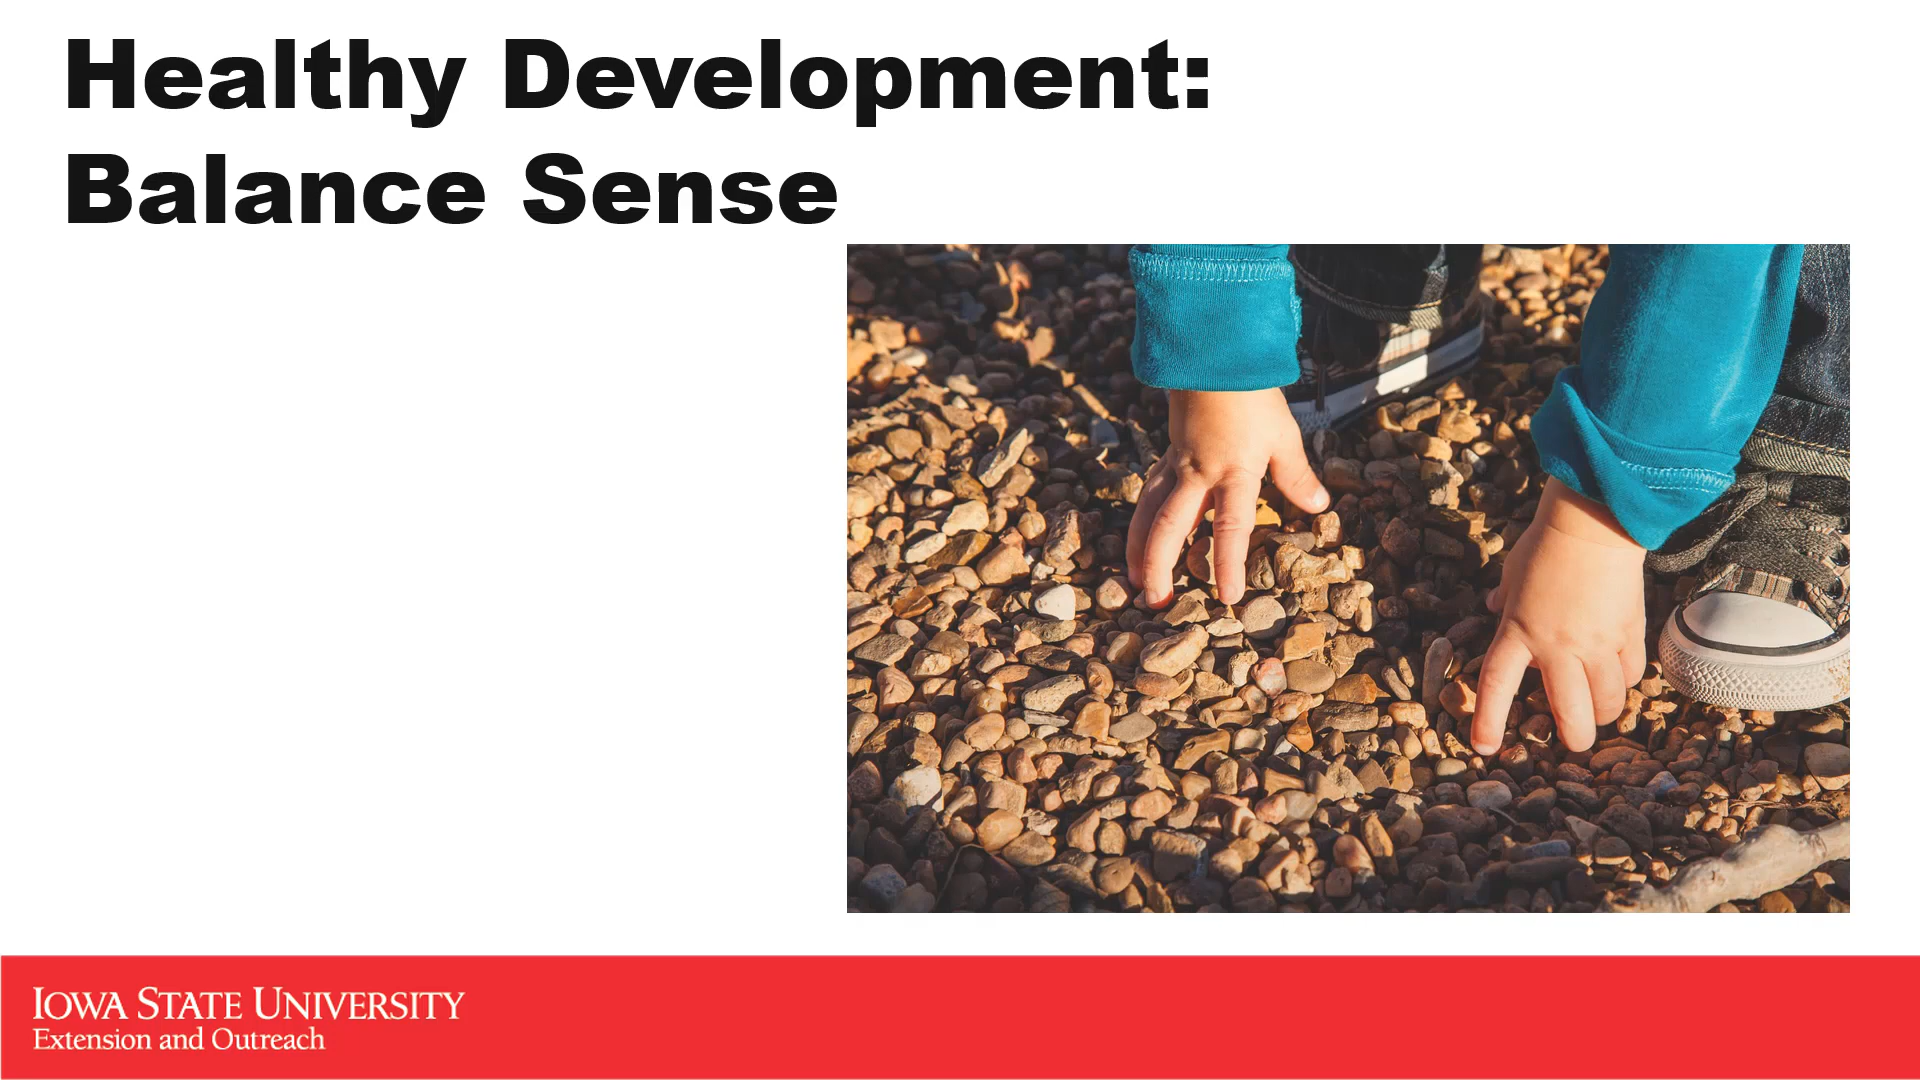 Healthy Development:
Balance Sense
IOWA STATE UNIVERSITY
Extension and Outreach